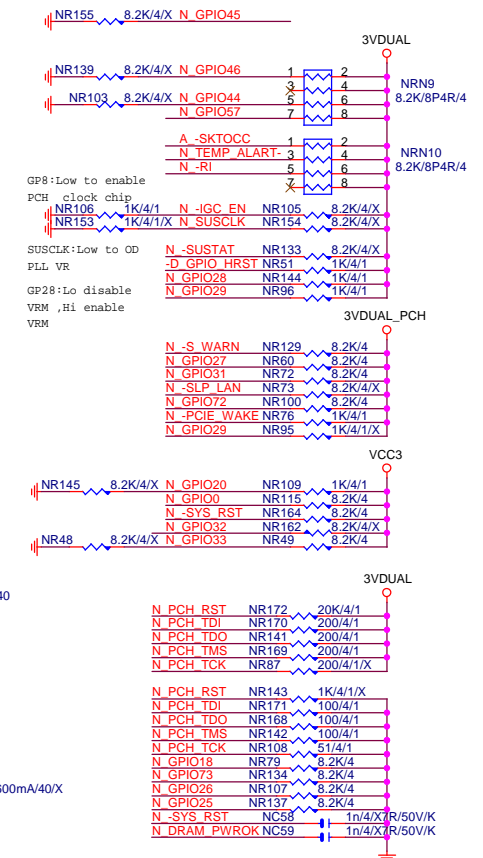 NR155 8.2K/4/X N_GPIO45
3VDUAL
NR139 8.2K/4/X N_GPIO46 1 2
3 4 NRN9
NR103 8.2K/4/X N_GPIO44 5 6 8.2K/8P4R/4
N_GPIO57 7 8
A_-SKTOCC 1 2
N_TEMP_ALART- 3 4 NRN10
N_-RI 5 6 8.2K/8P4R/4
7 8
GP8:Low to enable
PCH clock chip
NR106 1K/4/1 N_-IGC_EN NR105 8.2K/4/X
NR153 1K/4/1/X N_SUSCLK NR154 8.2K/4/X
SUSCLK:Low to OD
PLL VR
N_-SUSTAT NR133 8.2K/4/X
-D_GPIO_HRST NR51 1K/4/1
N_GPIO28 NR144 1K/4/1
N_GPIO29 NR96 1K/4/1
GP28:Lo disable
VRM ,Hi enable
VRM
3VDUAL_PCH
N_-S_WARN NR129 8.2K/4
N_GPIO27 NR60 8.2K/4
N_GPIO31 NR72 8.2K/4
N_-SLP_LAN NR73 8.2K/4/X
N_GPIO72 NR100 8.2K/4
N_-PCIE_WAKE NR76 1K/4/1
N_GPIO29 NR95 1K/4/1/X
VCC3
NR145 8.2K/4/X N_GPIO20 NR109 1K/4/1
N_GPIO0 NR115 8.2K/4
N_-SYS_RST NR164 8.2K/4
N_GPIO32 NR162 8.2K/4/X
NR48 8.2K/4/X N_GPIO33 NR49 8.2K/4
3VDUAL
40
N_PCH_RST NR172 20K/4/1
N_PCH_TDI NR170 200/4/1
N_PCH_TDO NR141 200/4/1
N_PCH_TMS NR169 200/4/1
N_PCH_TCK NR87 200/4/1/X
N_PCH_RST NR143 1K/4/1/X
N_PCH_TDI NR171 100/4/1
N_PCH_TDO NR168 100/4/1
N_PCH_TMS NR142 100/4/1
N_PCH_TCK NR108 51/4/1
N_GPIO18 NR79 8.2K/4
N_GPIO73 NR134 8.2K/4
N_GPIO26 NR107 8.2K/4
N_GPIO25 NR137 8.2K/4
600mA/40/X
N_-SYS_RST NC58 1n/4/X7R/50V/K
N_DRAM_PWROK NC59 1n/4/X7R/50V/K